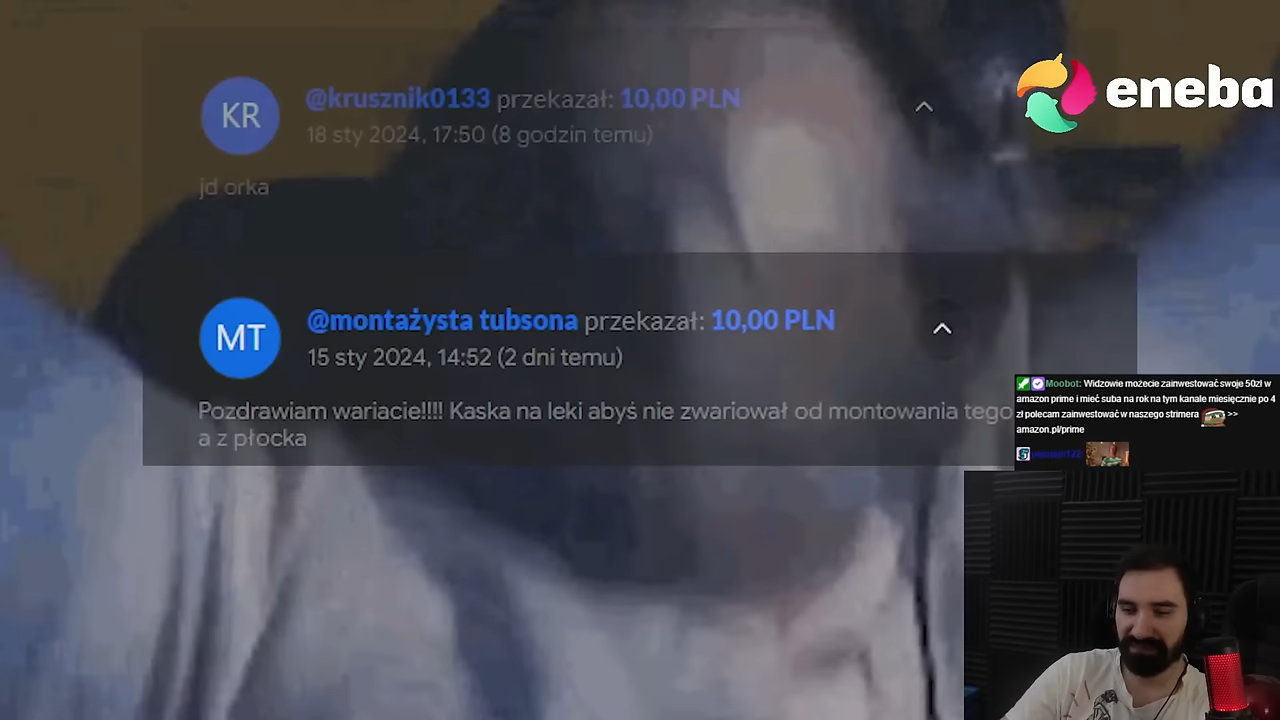 eneba
KR
@krusznik0133 przekazał: 10,00 PLN
18 sty 2024, 17:50 (8 godzin temu)
jd orka
MT
@montażysta tubsona przekazał: 10,00 PLN
15 sty 2024, 14:52 (2 dni temu)
Pozdrawiam wariacie!!!! Kaska na leki abyś nie zwariował od montowania tego
a z płocka
Moobot: Widzowie możecie zainwestować swoje 50zł w
amazon prime i mieć suba na rok na tym kanale miesięcznie po 4
zł polecam zainwestować w naszego strimera >>
amazon.pl/prime